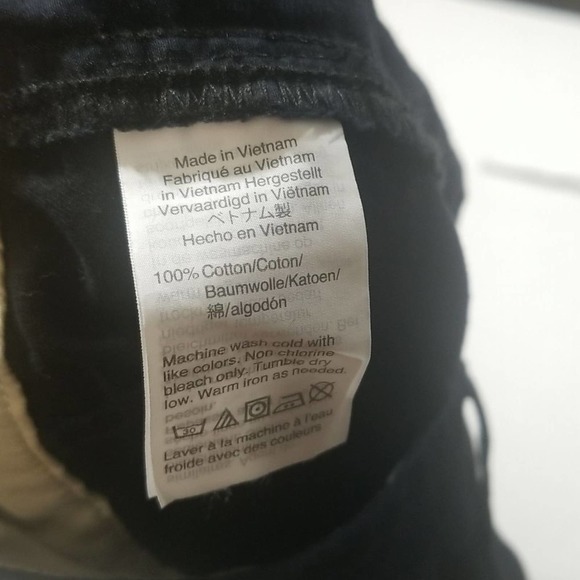 Made in Vietnam
Fabriqué au Vietnam
in Vietnam Hergestellt
Vervaardigd in Viëtnam
ベトナム製
Hecho en Vietnam
100% Cotton/Coton/
Baumwolle/Katoen/
綿/algodón
Machine wash cold with
like colors. Non chlorine
bleach only. Tumble dry
low. Warm iron as needed.
30
Laver à la machine à l'eau
froide avec des couleurs